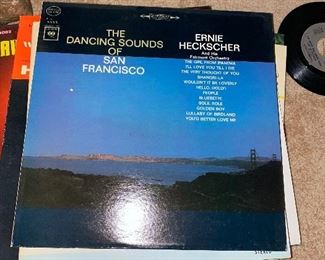 THE
DANCING SOUNDS
OF
SAN
FRANCISCO
ERNIE
HECKSCHER
And His
Fairmont Orchestra
THE GIRL FROM IPANEMA
I'LL LOVE YOU TILL I DIE
THE VERY THOUGHT OF YOU
SHANGRI-LA
WOULDN'T IT BE LOVERLY
HELLO, DOLLY!
PEOPLE
BLUESETTE
SOLE, SOLE
GOLDEN BOY
LULLABY OF BIRDLAND
YOU'D BETTER LOVE ME
STEREO